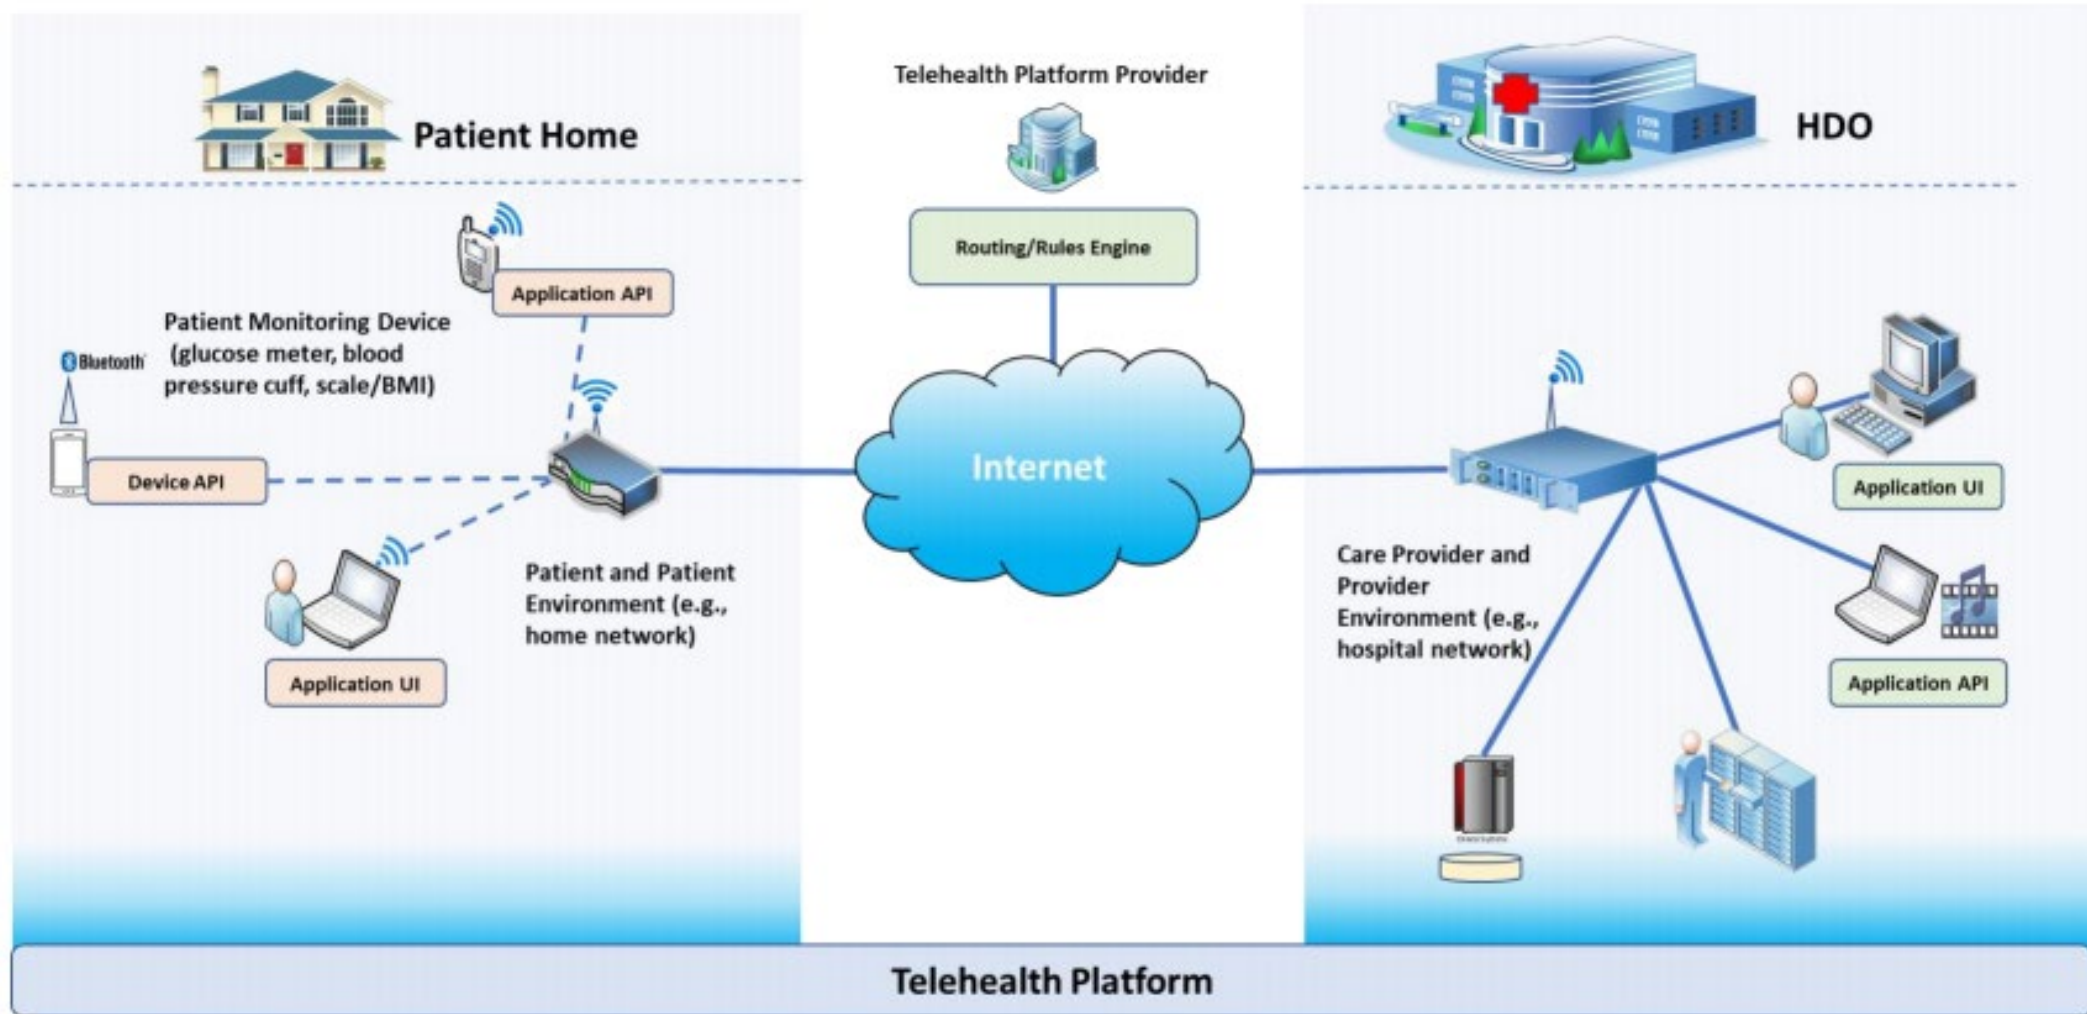 Patient Home
Telehealth Platform Provider
HDO
Routing/Rules Engine
Application API
Patient Monitoring Device
(glucose meter, blood
pressure cuff, scale/BMI)
Bluetooth
Device API
Internet
Application UI
Patient and Patient
Environment (e.g.,
home network)
Application UI
Care Provider and
Provider
Environment (e.g.,
hospital network)
Application API
Telehealth Platform